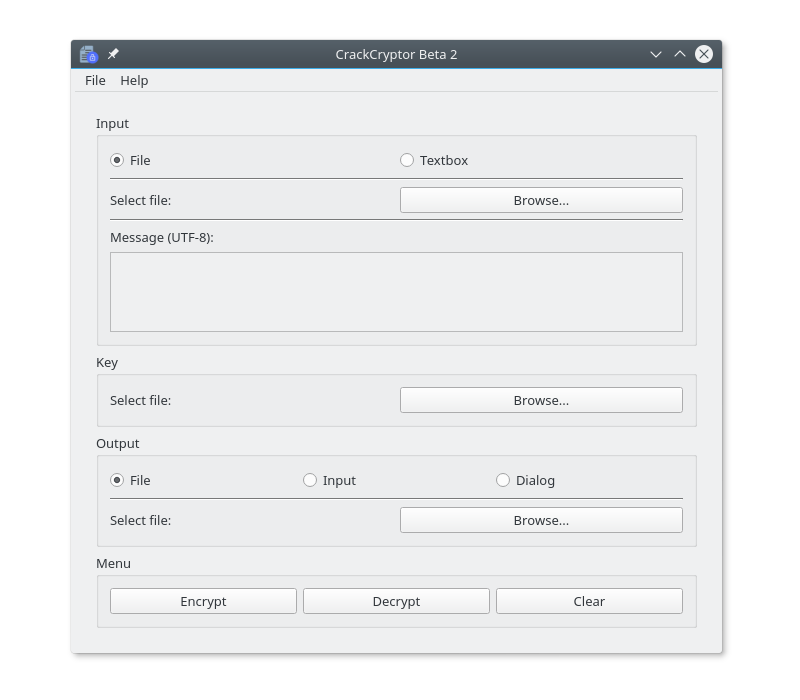 CrackCryptor Beta 2
File Help
Input
File Textbox
Select file: Browse...
Message (UTF-8):
Key
Select file: Browse...
Output
File Input Dialog
Select file: Browse...
Menu
Encrypt Decrypt Clear